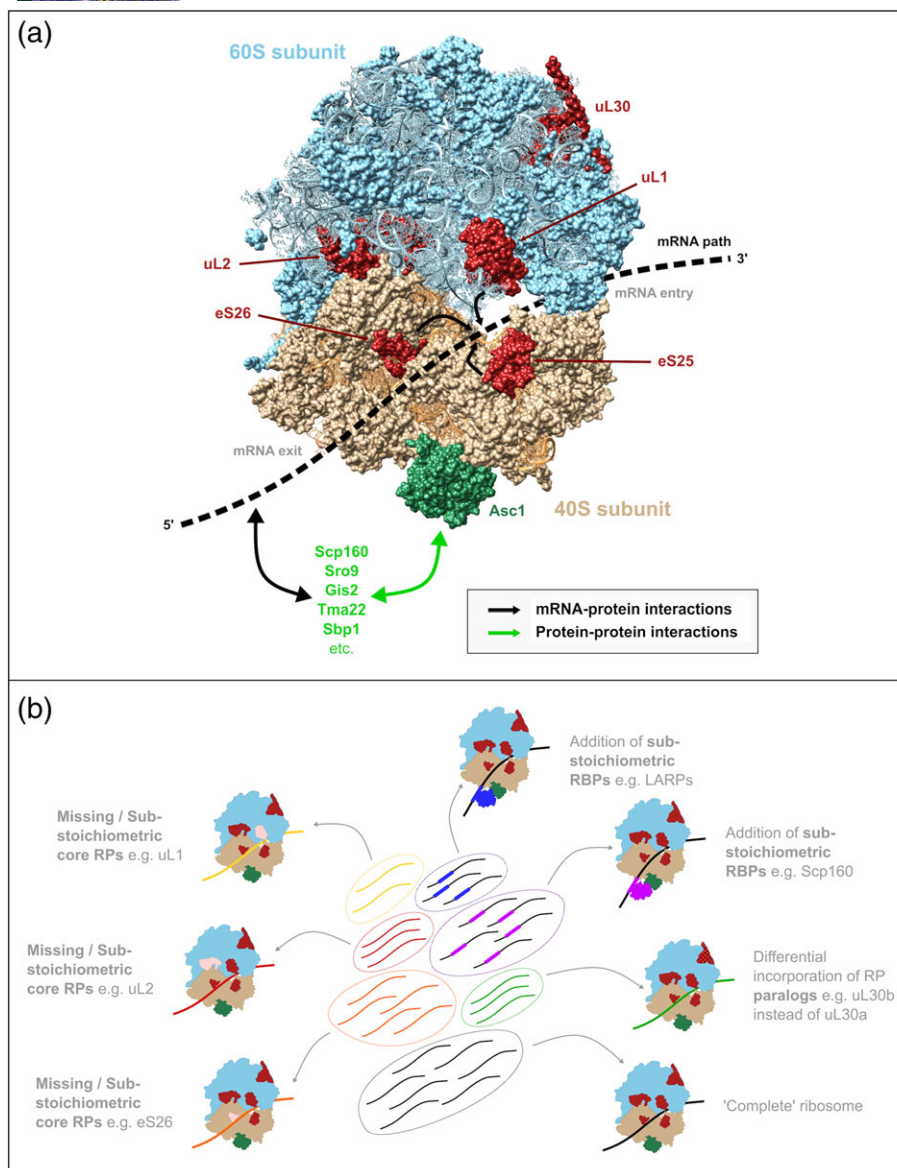 (a)
60S subunit
uL30
uL1
mRNA path
3'
uL2
mRNA entry
eS26
eS25
mRNA exit
5'
Asc1
40S subunit
Scp160
Sro9
Gis2
Tma22
Sbp1
etc.
mRNA-protein interactions
Protein-protein interactions
(b)
Addition of sub-
stoichiometric
RBPs e.g. LARPs
Missing / Sub-
stoichiometric
core RPs e.g. uL1
Addition of sub-
stoichiometric
RBPs e.g. Scp160
Missing / Sub-
stoichiometric
core RPs e.g. uL2
Differential
incorporation of RP
paralogs e.g. uL30b
instead of uL30a
Missing / Sub-
stoichiometric
core RPs e.g. eS26
'Complete' ribosome